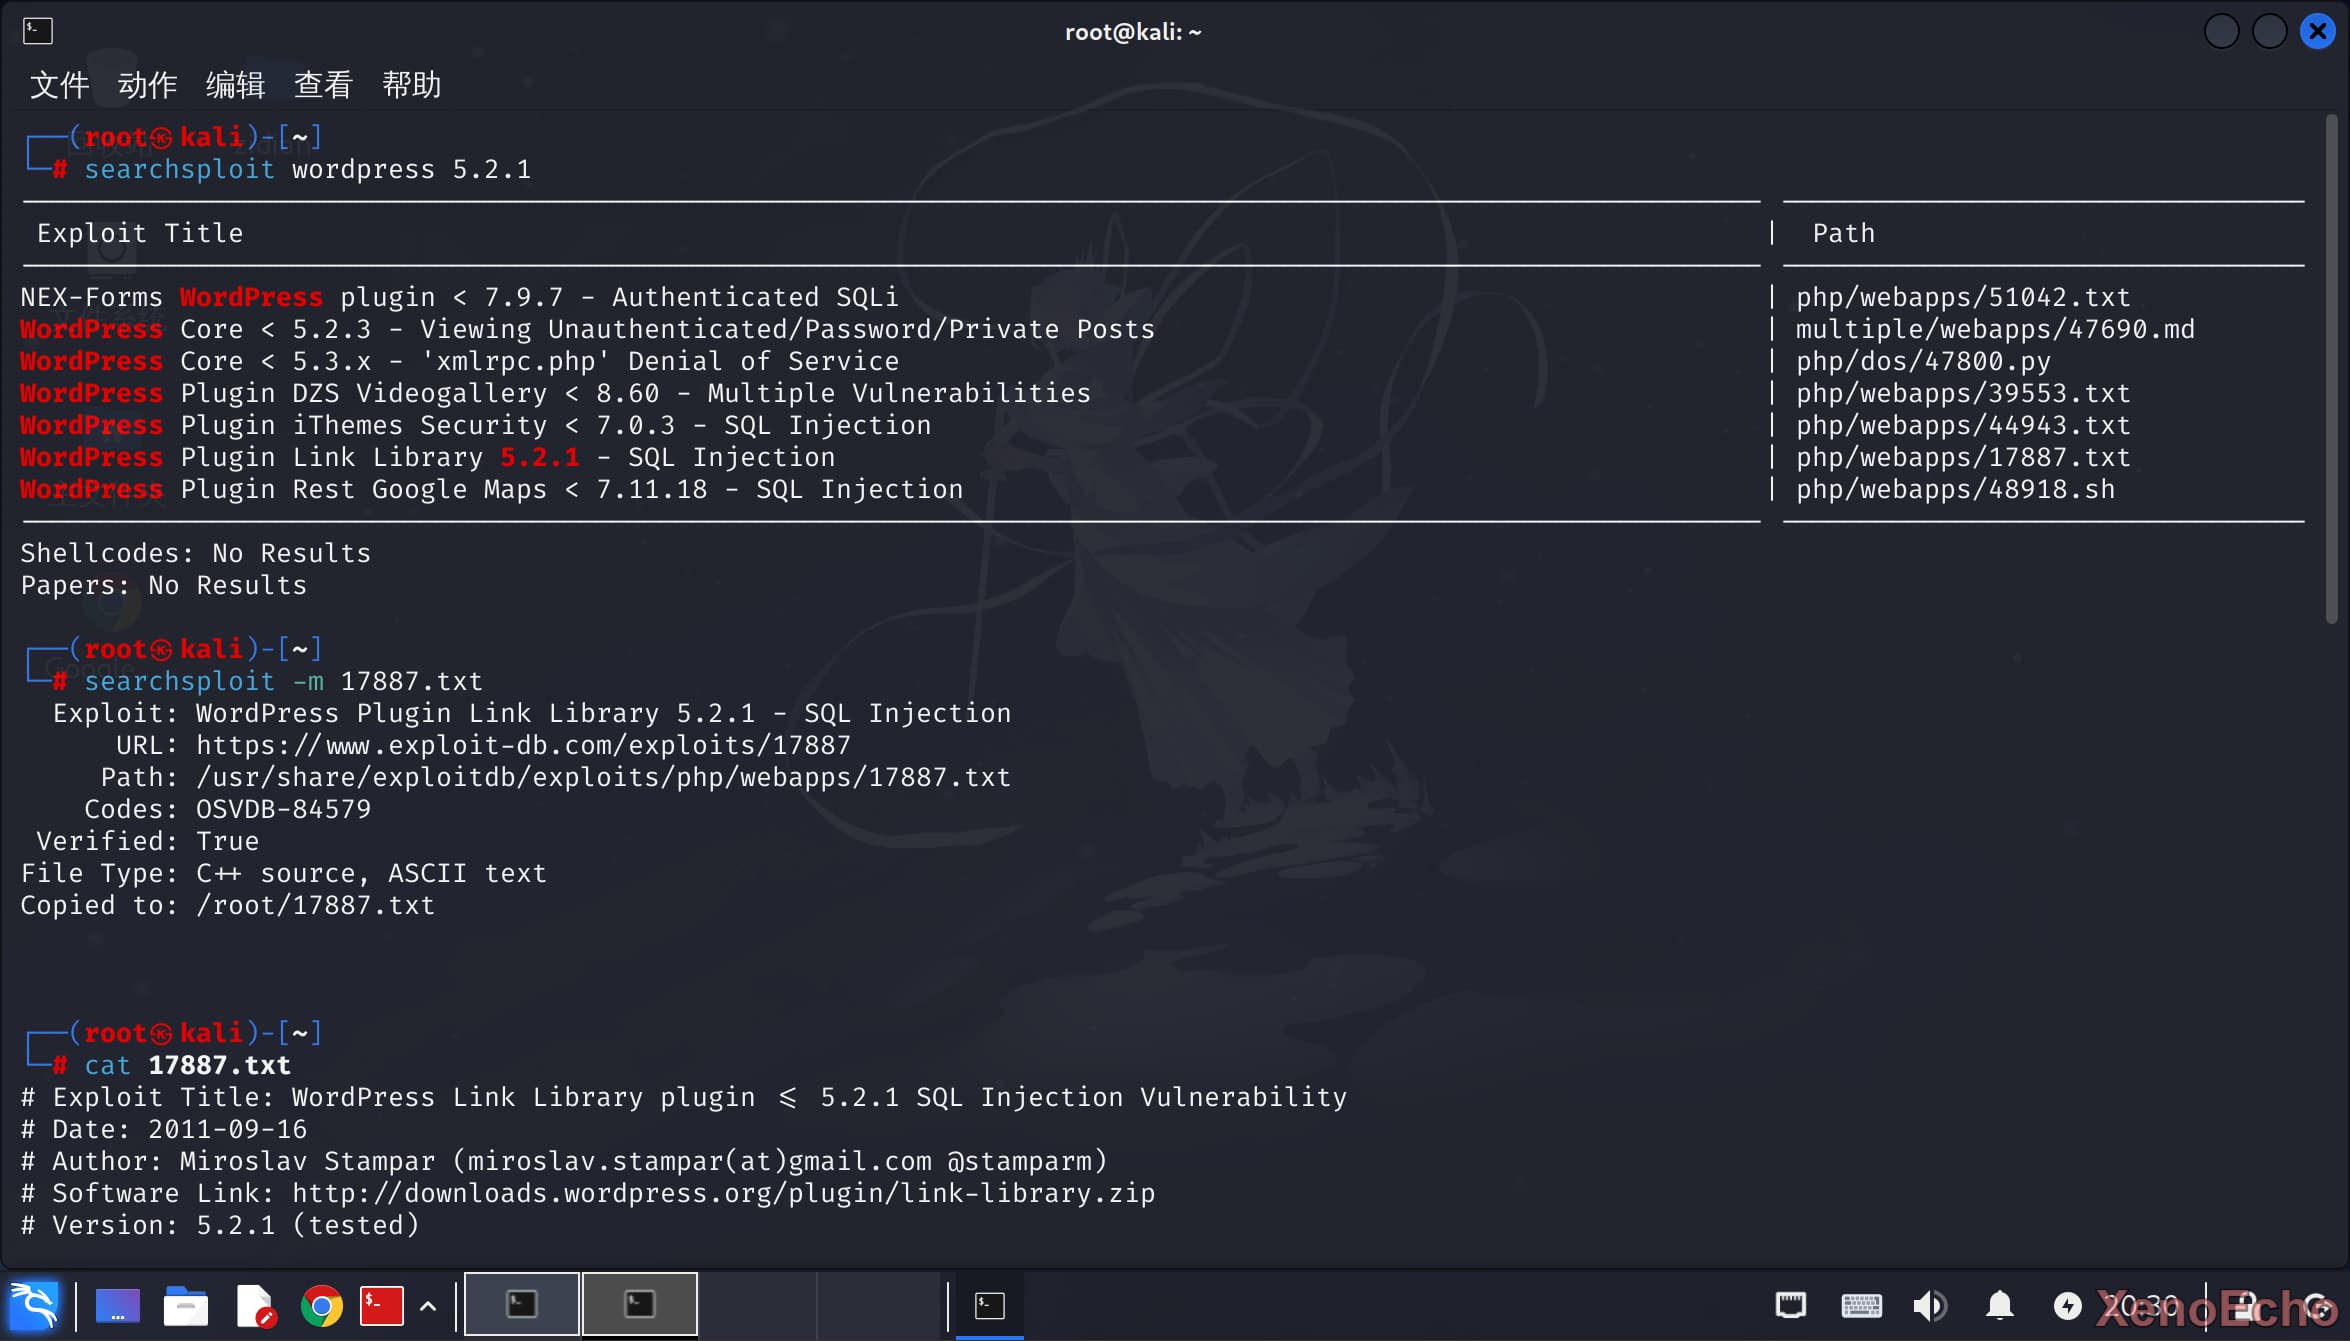 root@kali: ~
文件 动作 编辑 查看 帮助
┌──(root㉿kali)-[~]
└─# searchsploit wordpress 5.2.1
Exploit Title | Path
NEX-Forms WordPress plugin < 7.9.7 - Authenticated SQLi | php/webapps/51042.txt
WordPress Core < 5.2.3 - Viewing Unauthenticated/Password/Private Posts | multiple/webapps/47690.md
WordPress Core < 5.3.x - 'xmlrpc.php' Denial of Service | php/dos/47800.py
WordPress Plugin DZS Videogallery < 8.60 - Multiple Vulnerabilities | php/webapps/39553.txt
WordPress Plugin iThemes Security < 7.0.3 - SQL Injection | php/webapps/44943.txt
WordPress Plugin Link Library 5.2.1 - SQL Injection | php/webapps/17887.txt
WordPress Plugin Rest Google Maps < 7.11.18 - SQL Injection | php/webapps/48918.sh
Shellcodes: No Results
Papers: No Results
┌──(root㉿kali)-[~]
└─# searchsploit -m 17887.txt
Exploit: WordPress Plugin Link Library 5.2.1 - SQL Injection
URL: https://www.exploit-db.com/exploits/17887
Path: /usr/share/exploitdb/exploits/php/webapps/17887.txt
Codes: OSVDB-84579
Verified: True
File Type: C++ source, ASCII text
Copied to: /root/17887.txt
┌──(root㉿kali)-[~]
└─# cat 17887.txt
# Exploit Title: WordPress Link Library plugin <= 5.2.1 SQL Injection Vulnerability
# Date: 2011-09-16
# Author: Miroslav Stampar (miroslav.stampar(at)gmail.com @stamparm)
# Software Link: http://downloads.wordpress.org/plugin/link-library.zip
# Version: 5.2.1 (tested)
20:30
XenoEcho